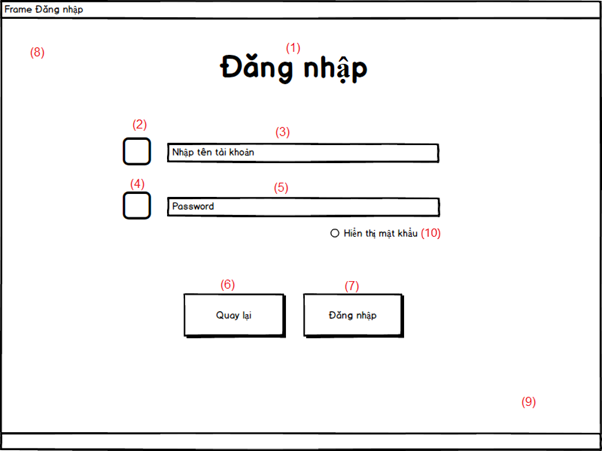 Frame Đăng nhập
(8)
(1)
Đăng nhập
(2)
(3)
Nhập tên tài khoản
(4)
(5)
Password
Hiển thị mật khẩu (10)
(6)
(7)
Quay lại
Đăng nhập
(9)